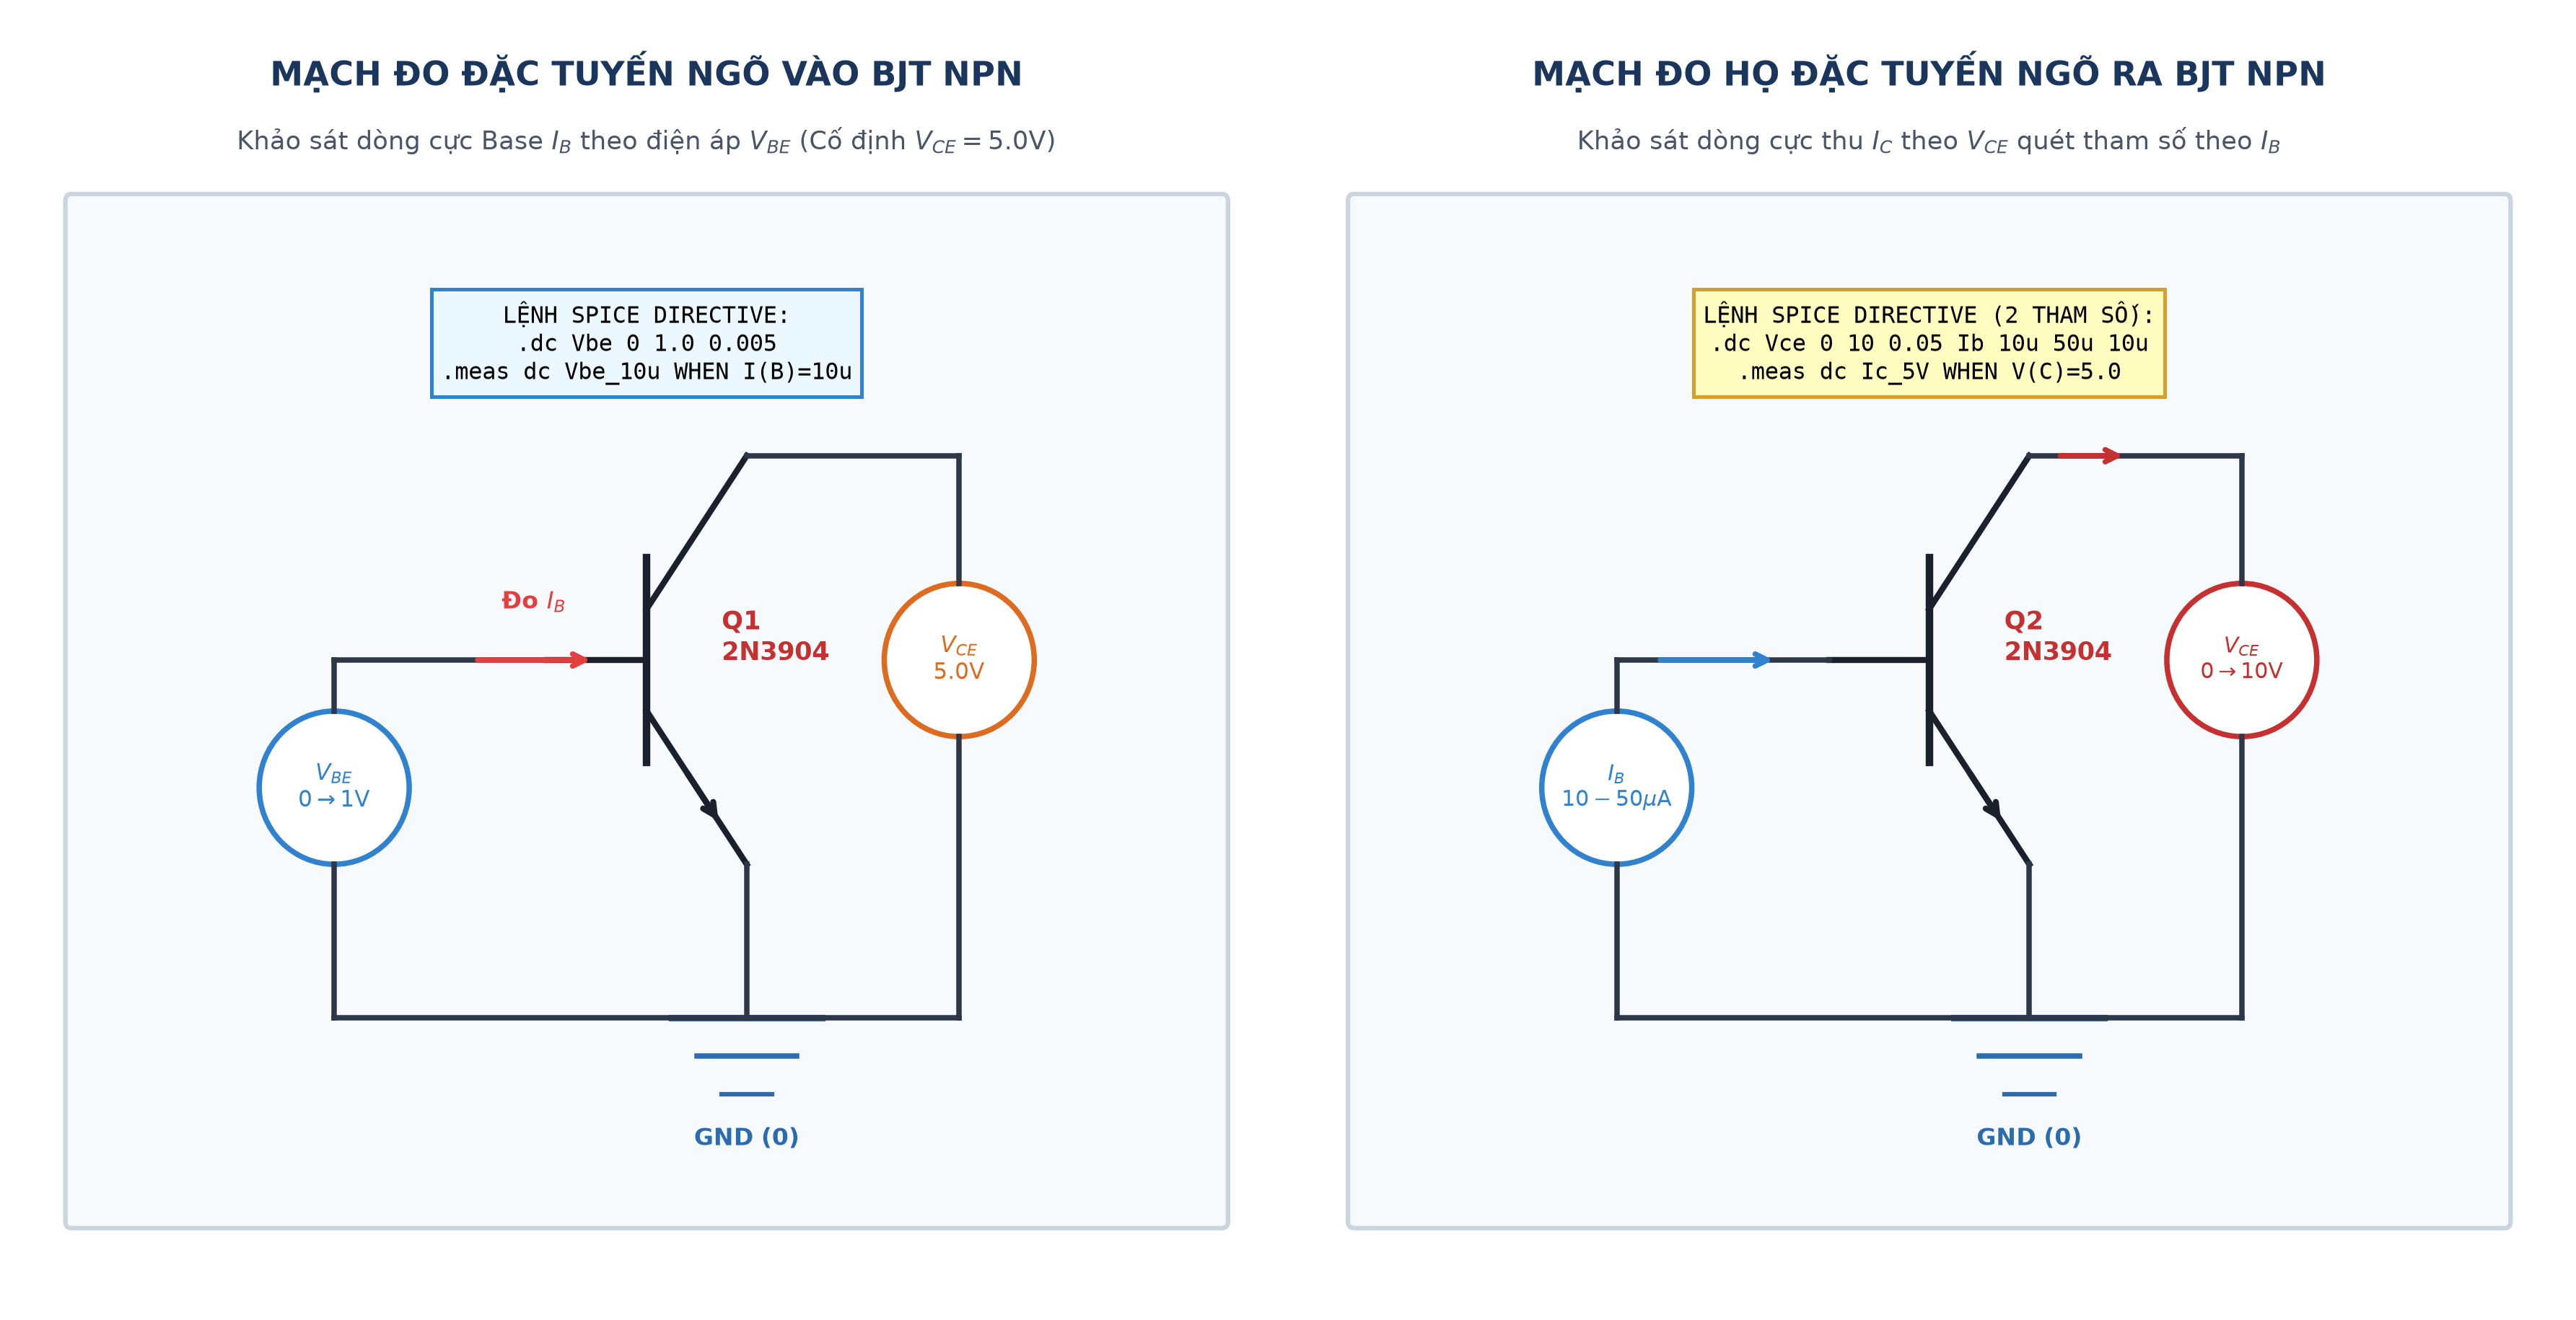 MẠCH ĐO ĐẶC TUYẾN NGÕ VÀO BJT NPN
Khảo sát dòng cực Base I_B theo điện áp V_BE (Cố định V_CE = 5.0V)
LỆNH SPICE DIRECTIVE:
.dc Vbe 0 1.0 0.005
.meas dc Vbe_10u WHEN I(B)=10u
Đo I_B
Q1
2N3904
V_CE
5.0V
V_BE
0→1V
GND (0)
MẠCH ĐO HỌ ĐẶC TUYẾN NGÕ RA BJT NPN
Khảo sát dòng cực thu I_C theo V_CE quét tham số theo I_B
LỆNH SPICE DIRECTIVE (2 THAM SỐ):
.dc Vce 0 10 0.05 Ib 10u 50u 10u
.meas dc Ic_5V WHEN V(C)=5.0
Q2
2N3904
V_CE
0→10V
I_B
10−50μA
GND (0)